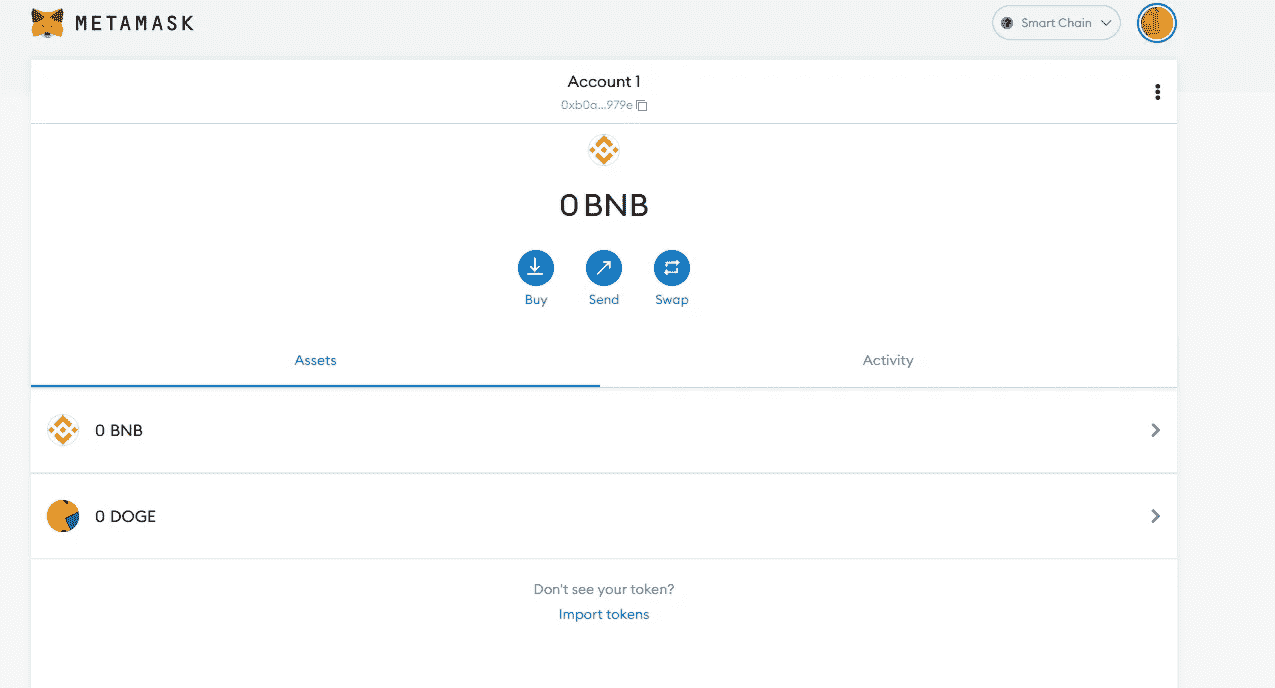 METAMASK
Smart Chain
Account 1
0xb0a...979e
0 BNB
Buy
Send
Swap
Assets
Activity
0 BNB
0 DOGE
Don't see your token?
Import tokens